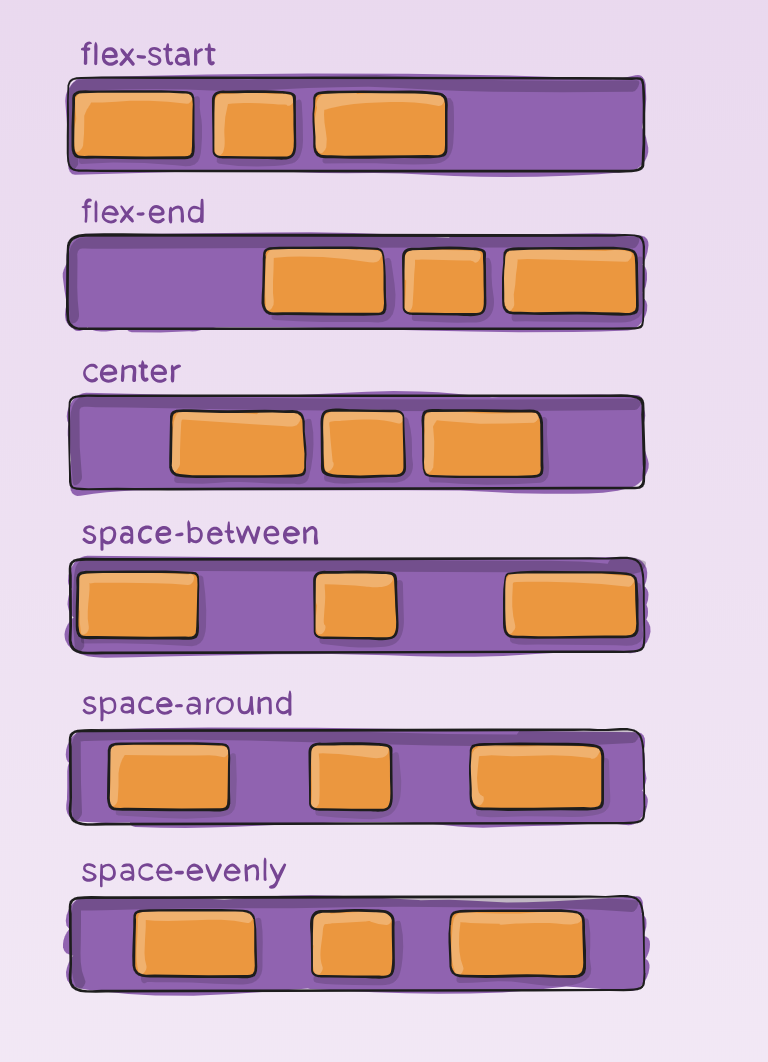 flex-start
flex-end
center
space-between
space-around
space-evenly